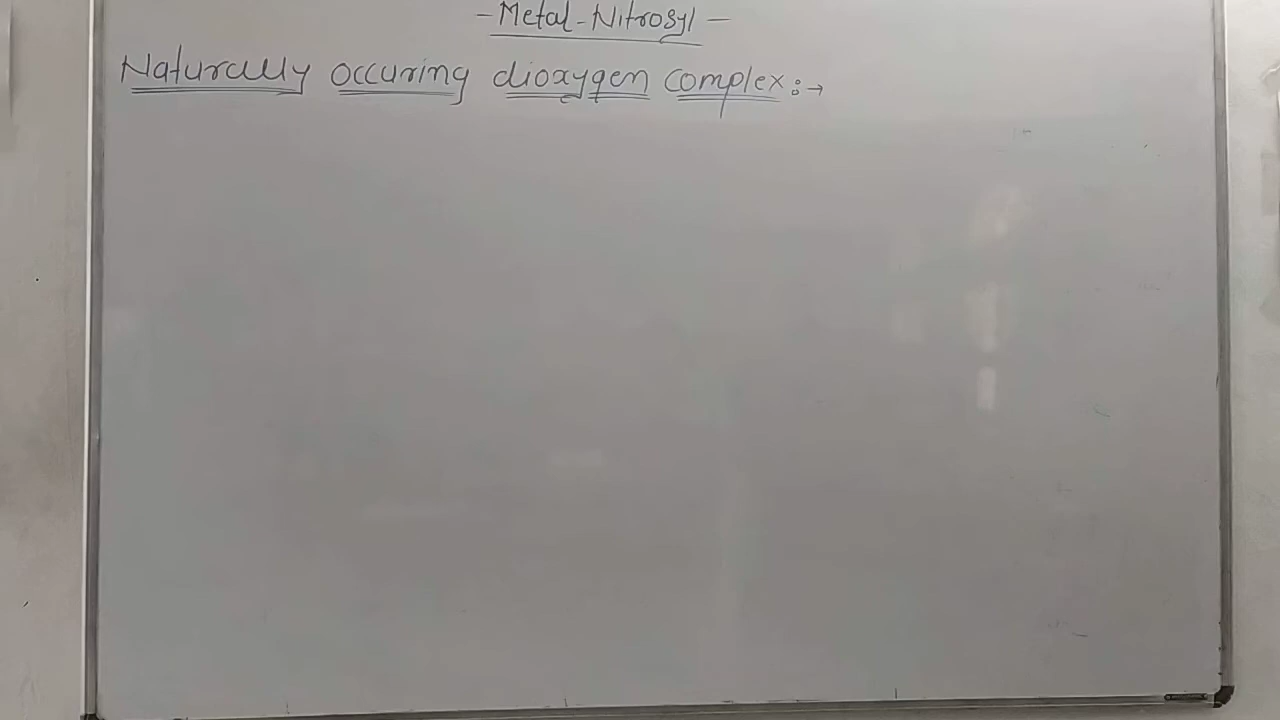 - Metal-Nitrosyl -
Naturally occuring dioxygen complex:→